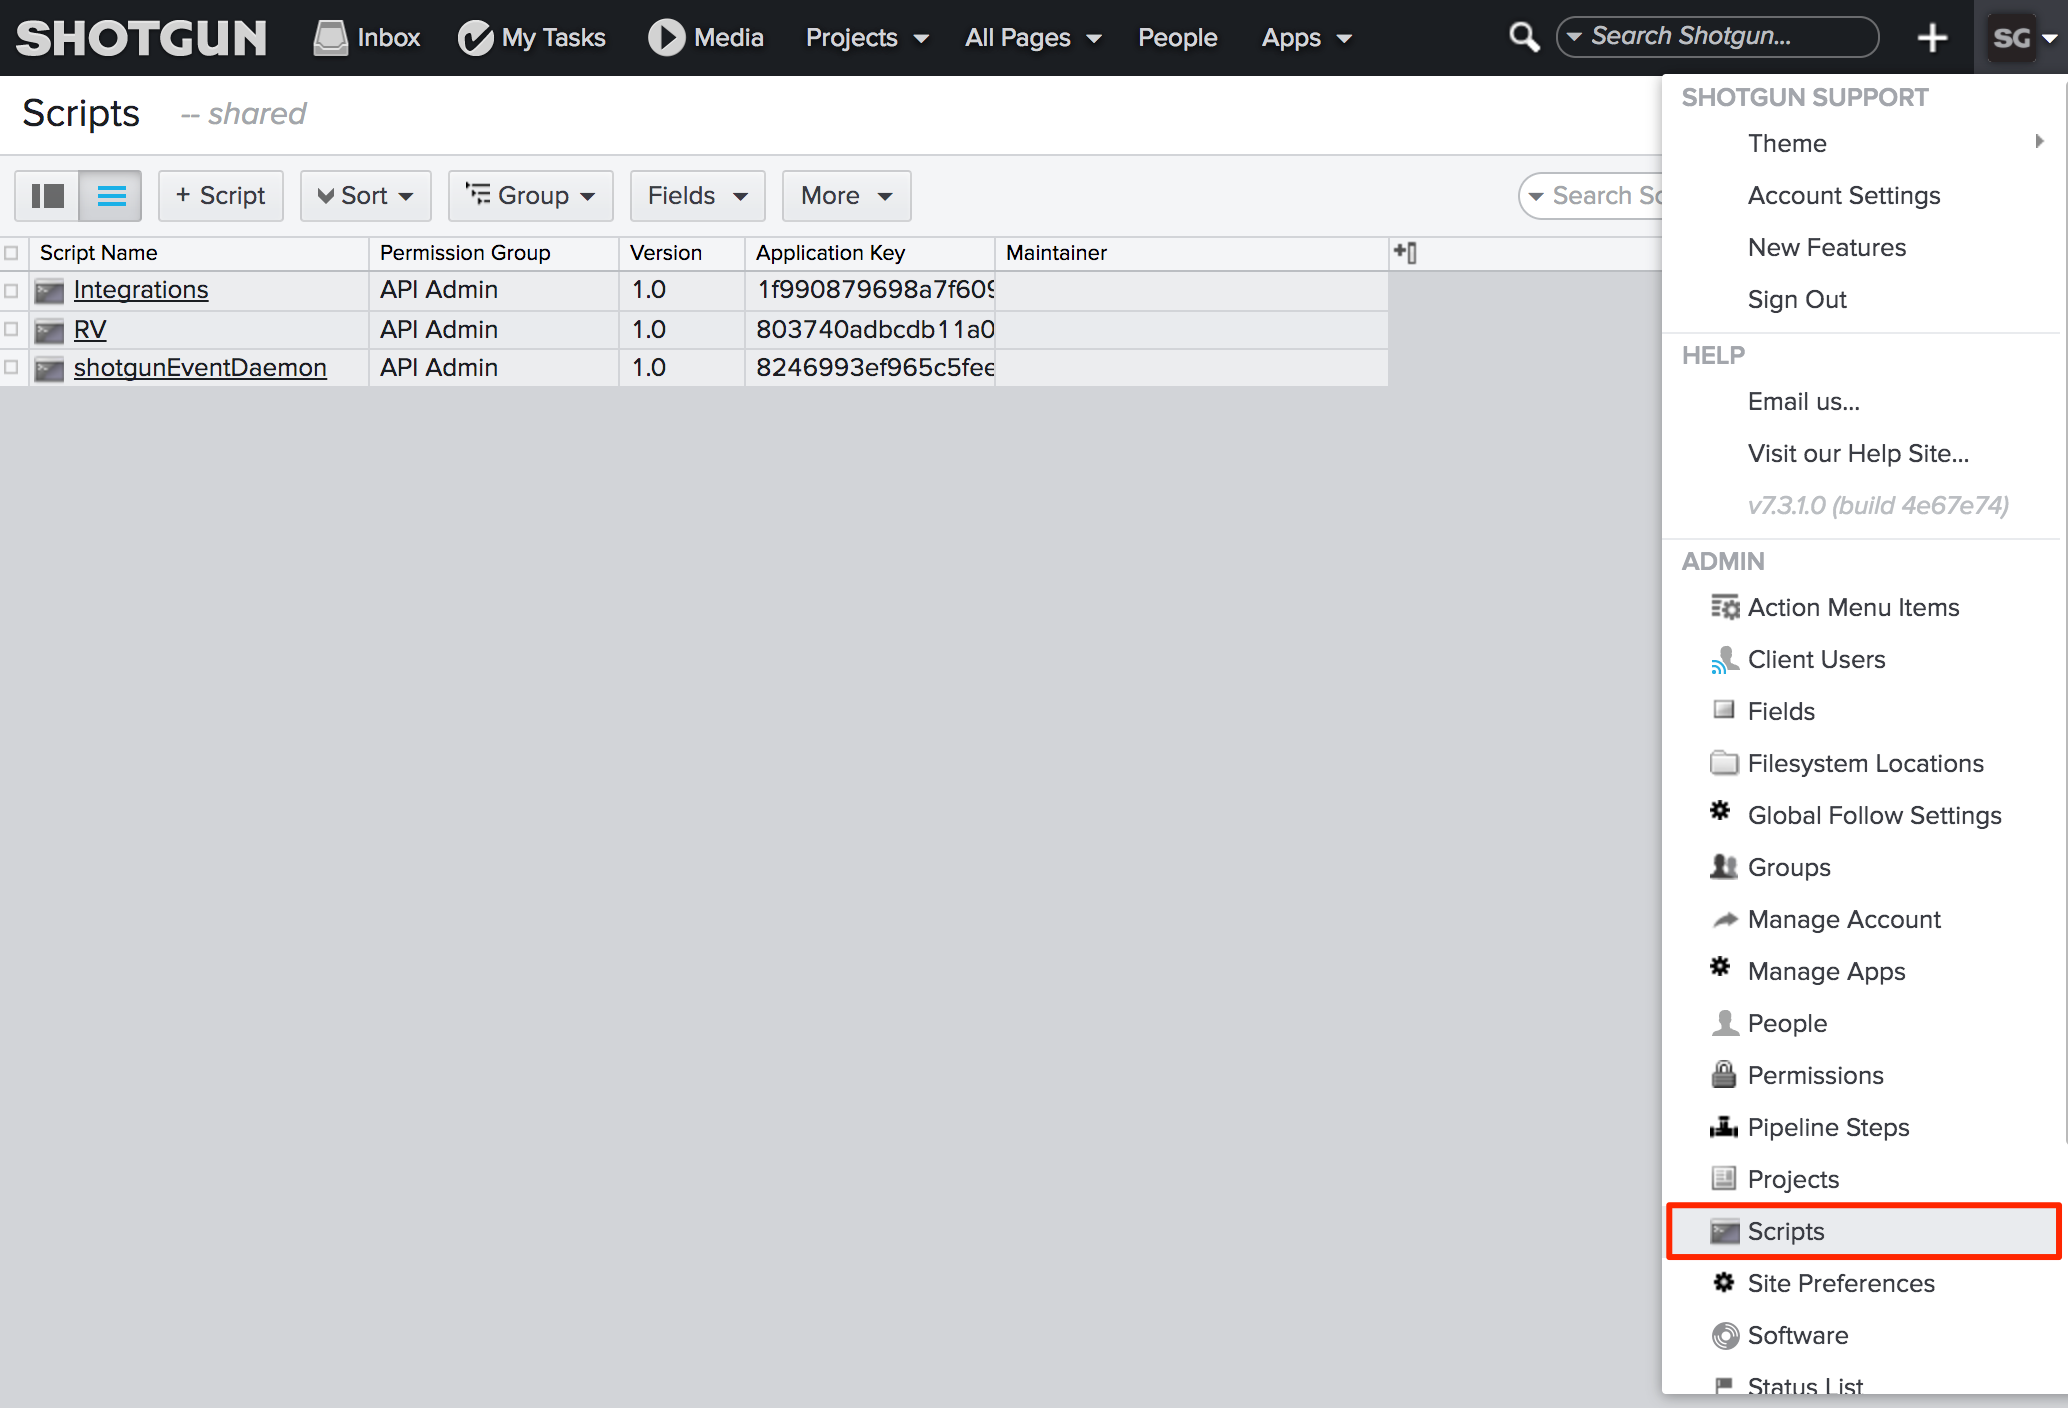 SHOTGUN Inbox My Tasks Media Projects All Pages People Apps Search Shotgun... SG
Scripts -- shared
+ Script Sort Group Fields More Search Sc
Script Name Permission Group Version Application Key Maintainer
Integrations API Admin 1.0 1f990879698a7f609
RV API Admin 1.0 803740adbcdb11a0
shotgunEventDaemon API Admin 1.0 8246993ef965c5fee
SHOTGUN SUPPORT
Theme
Account Settings
New Features
Sign Out
HELP
Email us...
Visit our Help Site...
v7.3.1.0 (build 4e67e74)
ADMIN
Action Menu Items
Client Users
Fields
Filesystem Locations
Global Follow Settings
Groups
Manage Account
Manage Apps
People
Permissions
Pipeline Steps
Projects
Scripts
Site Preferences
Software
Status List